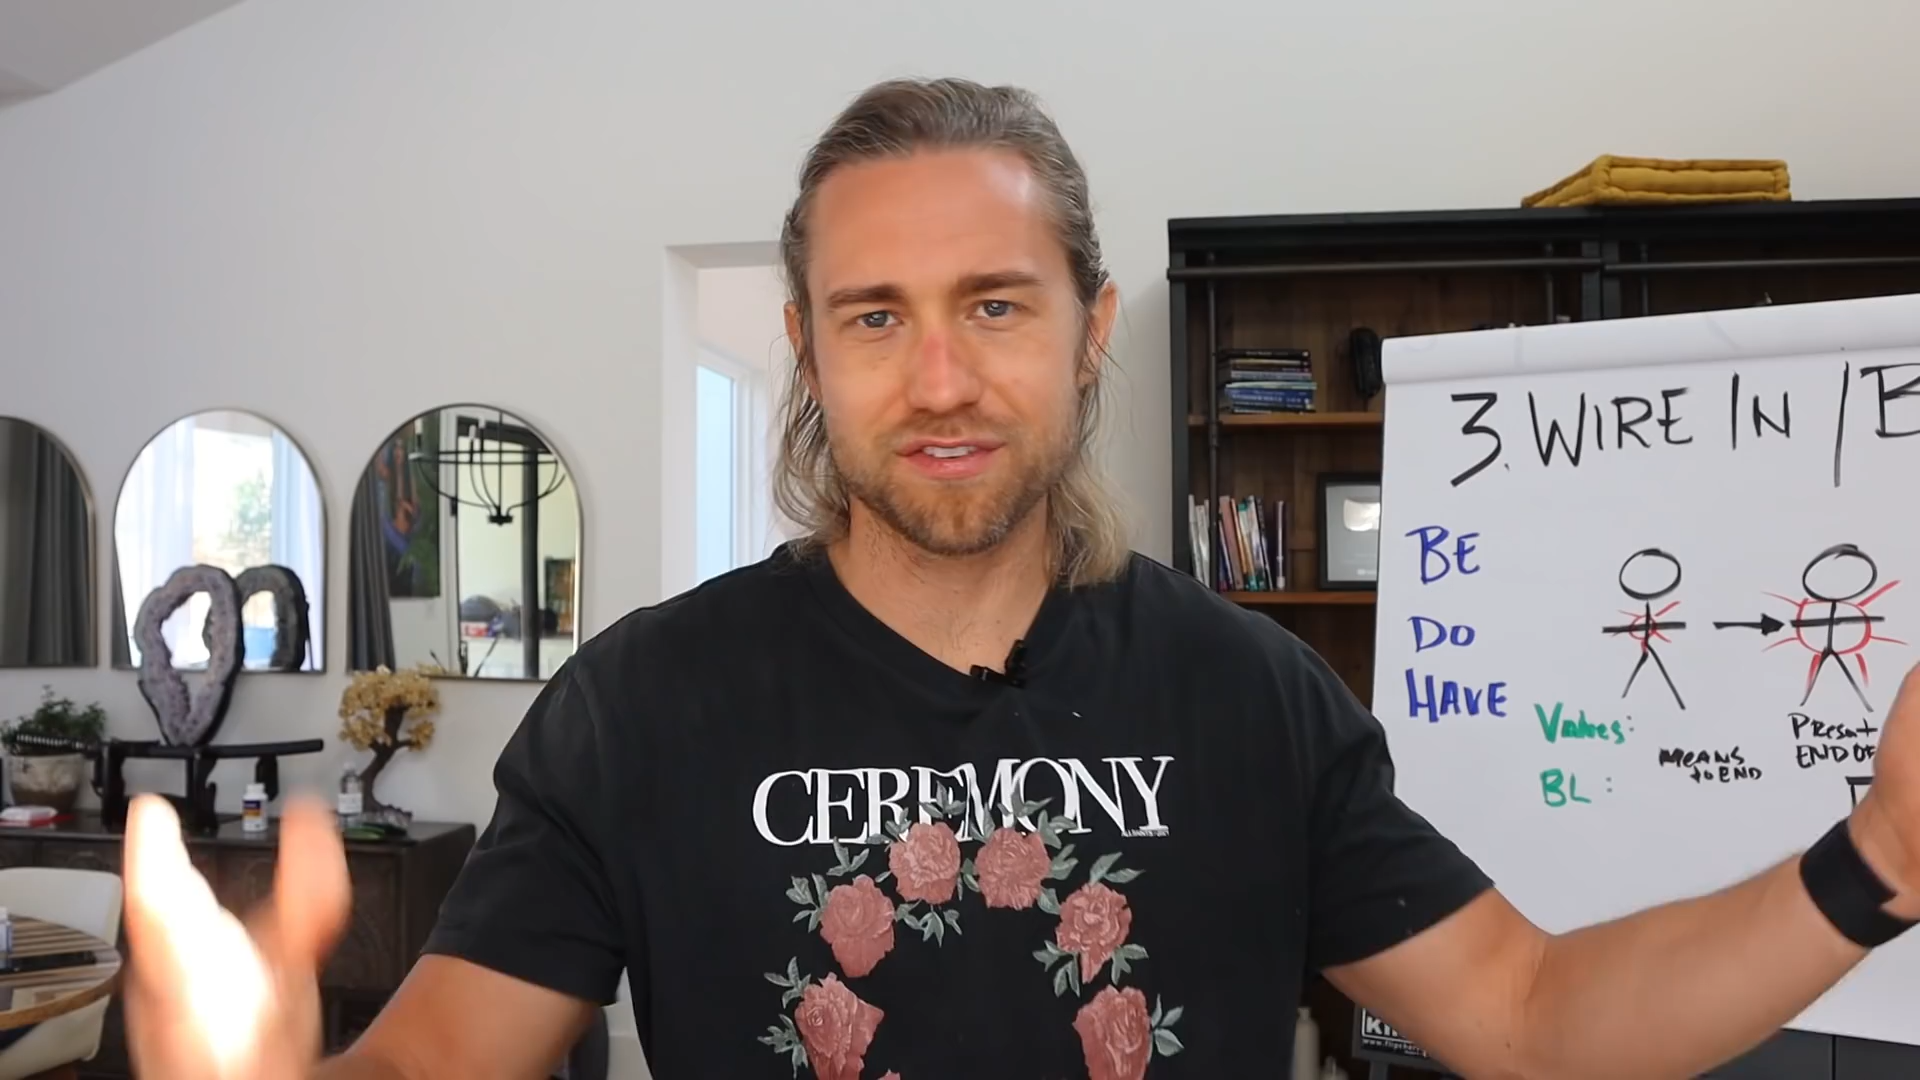 3. WIRE IN / B
BE
DO
HAVE
Values:
MEANS
to END
Present
END OF
BL:
CEREMONY